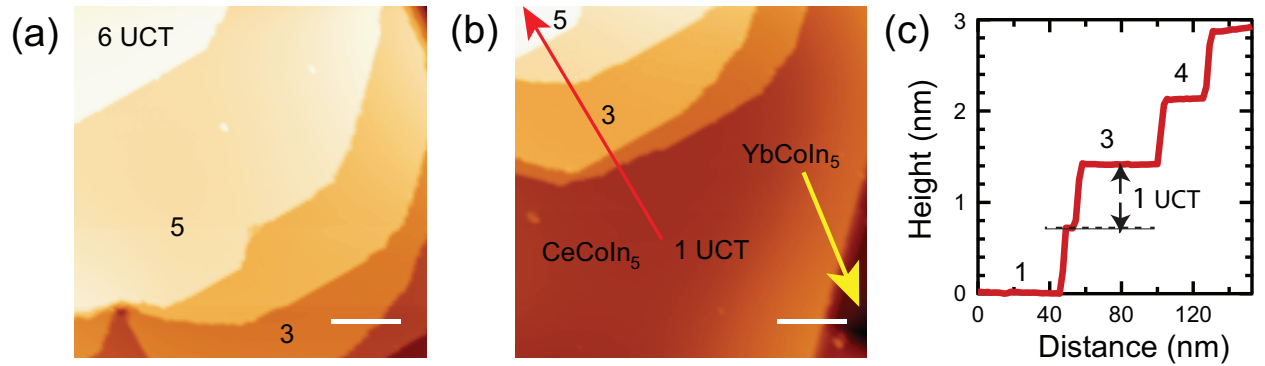 (a)
6 UCT
5
3
(b)
5
3
YbCoIn5
CeCoIn5
1 UCT
(c)
Height (nm)
3
2
1
0
4
3
1 UCT
1
0 40 80 120
Distance (nm)